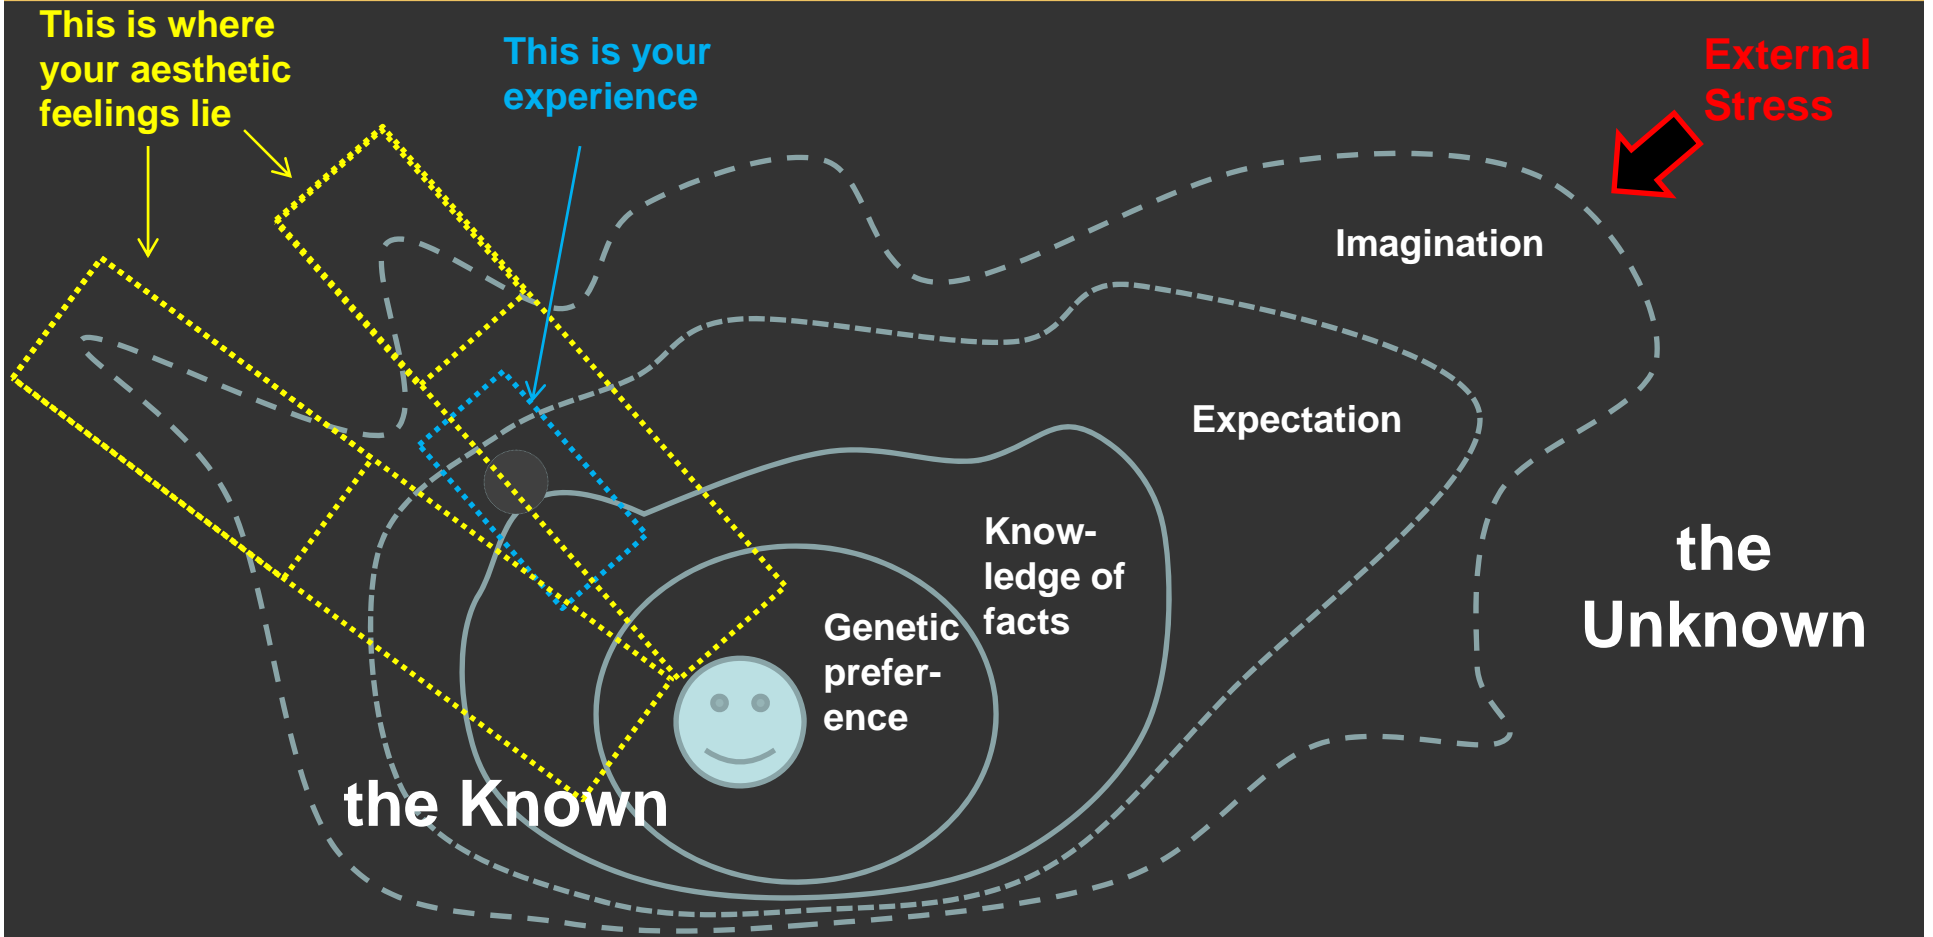 This is where
your aesthetic
feelings lie
This is your
experience
External
Stress
Imagination
Expectation
Know-
ledge of
facts
Genetic
prefer-
ence
the
Unknown
the Known